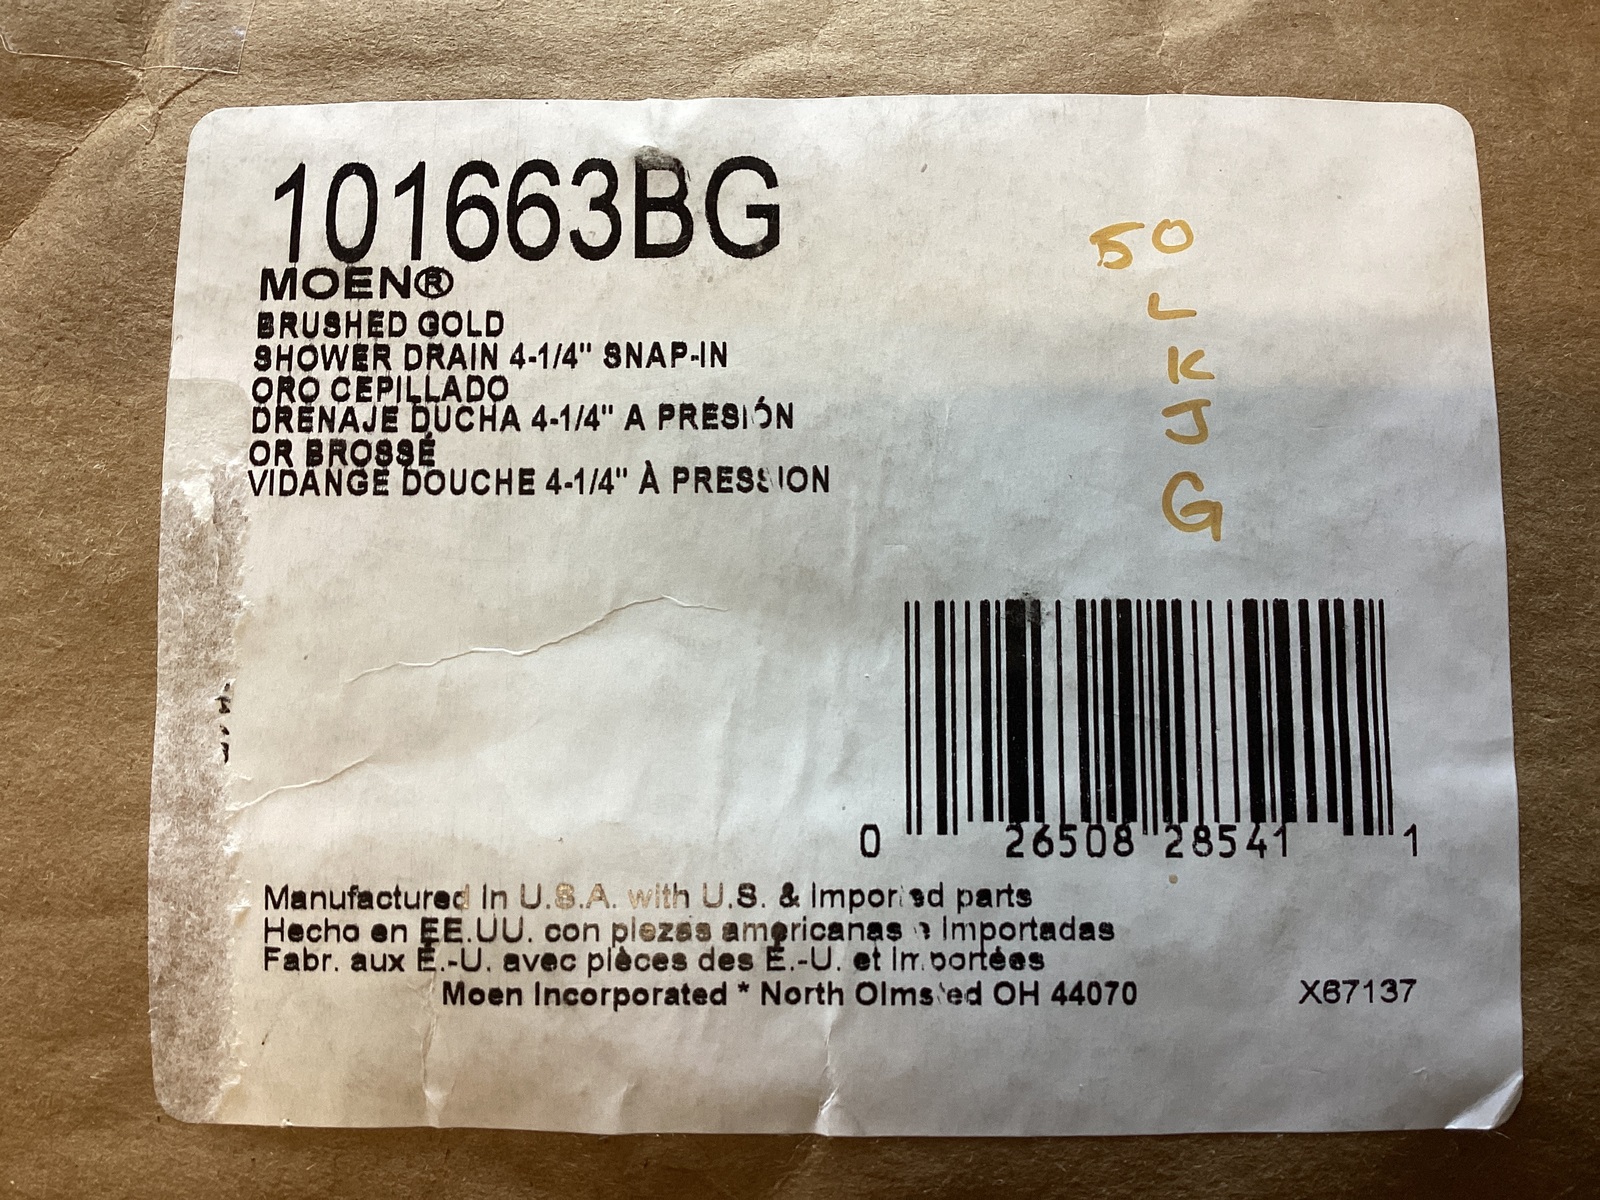 101663BG
MOEN®
BRUSHED GOLD
SHOWER DRAIN 4-1/4" SNAP-IN
ORO CEPILLADO
DRENAJE DUCHA 4-1/4" A PRESIÓN
OR BROSSÉ
VIDANGE DOUCHE 4-1/4" À PRESSION
50
L
K
J
G
0 26508 28541 1
Manufactured In U.S.A. with U.S. & Imported parts
Hecho en EE.UU. con piezas americanas e Importadas
Fabr. aux É.-U. avec pièces des É.-U. et Importées
Moen Incorporated * North Olmsted OH 44070
X67137